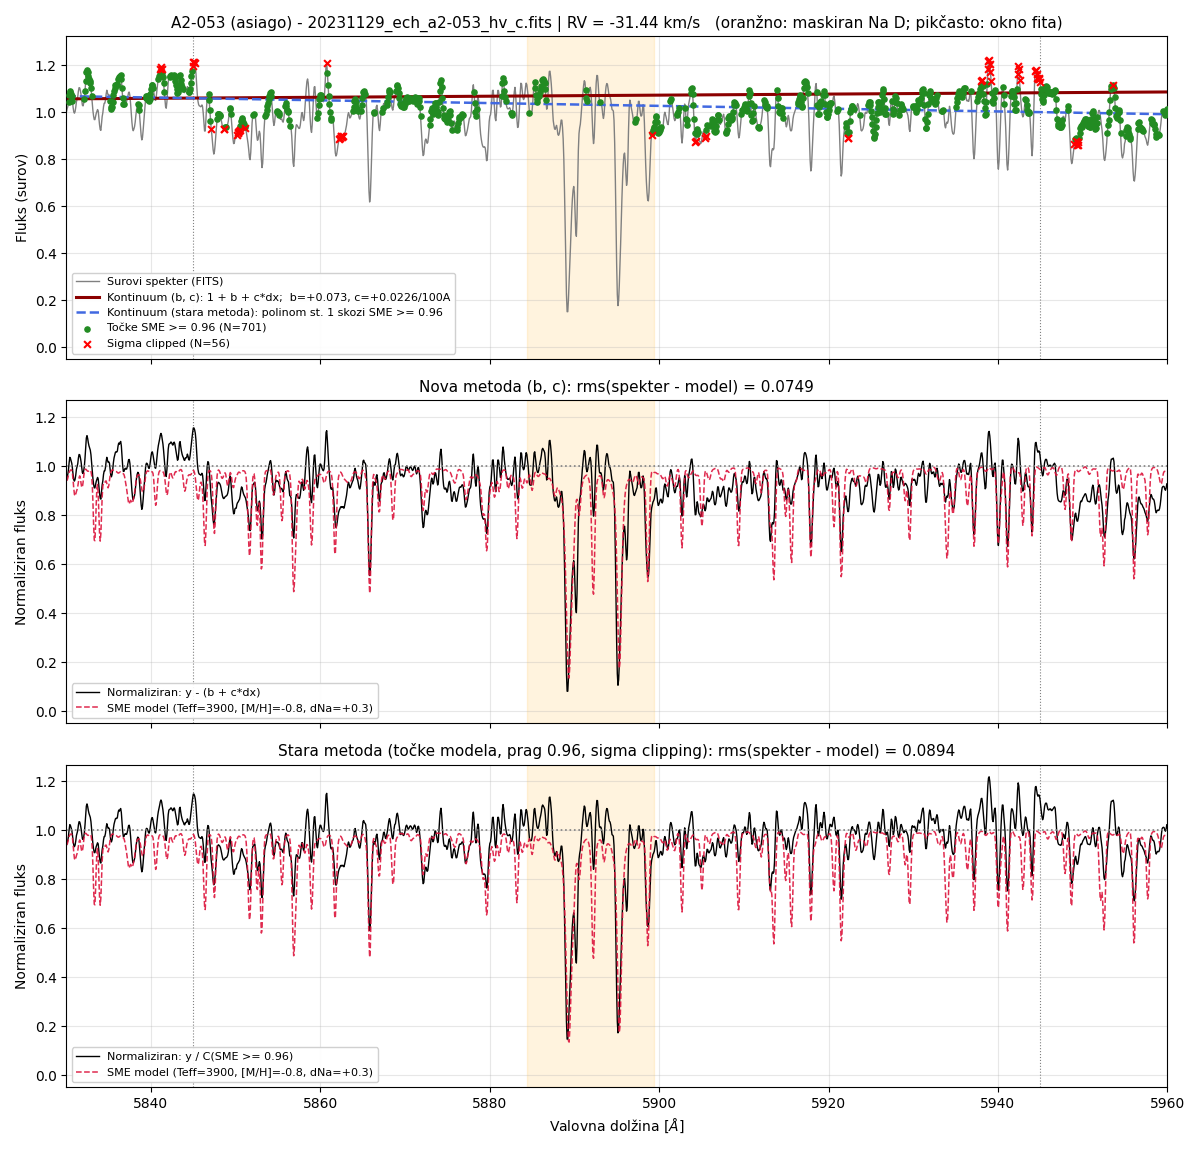 A2-053 (asiago) - 20231129_ech_a2-053_hv_c.fits | RV = -31.44 km/s   (oranžno: maskiran Na D; pikčasto: okno fita)
1.2
1.0
0.8
0.6
0.4
0.2
0.0
Fluks (surov)
Surovi spekter (FITS)
Kontinuum (b, c): 1 + b + c*dx;  b=+0.073, c=+0.0226/100A
Kontinuum (stara metoda): polinom st. 1 skozi SME >= 0.96
Točke SME >= 0.96 (N=701)
Sigma clipped (N=56)
Nova metoda (b, c): rms(spekter - model) = 0.0749
1.2
1.0
0.8
0.6
0.4
0.2
0.0
Normaliziran fluks
Normaliziran: y - (b + c*dx)
SME model (Teff=3900, [M/H]=-0.8, dNa=+0.3)
Stara metoda (točke modela, prag 0.96, sigma clipping): rms(spekter - model) = 0.0894
1.2
1.0
0.8
0.6
0.4
0.2
0.0
Normaliziran fluks
Normaliziran: y / C(SME >= 0.96)
SME model (Teff=3900, [M/H]=-0.8, dNa=+0.3)
5840 5860 5880 5900 5920 5940 5960
Valovna dolžina [Å]